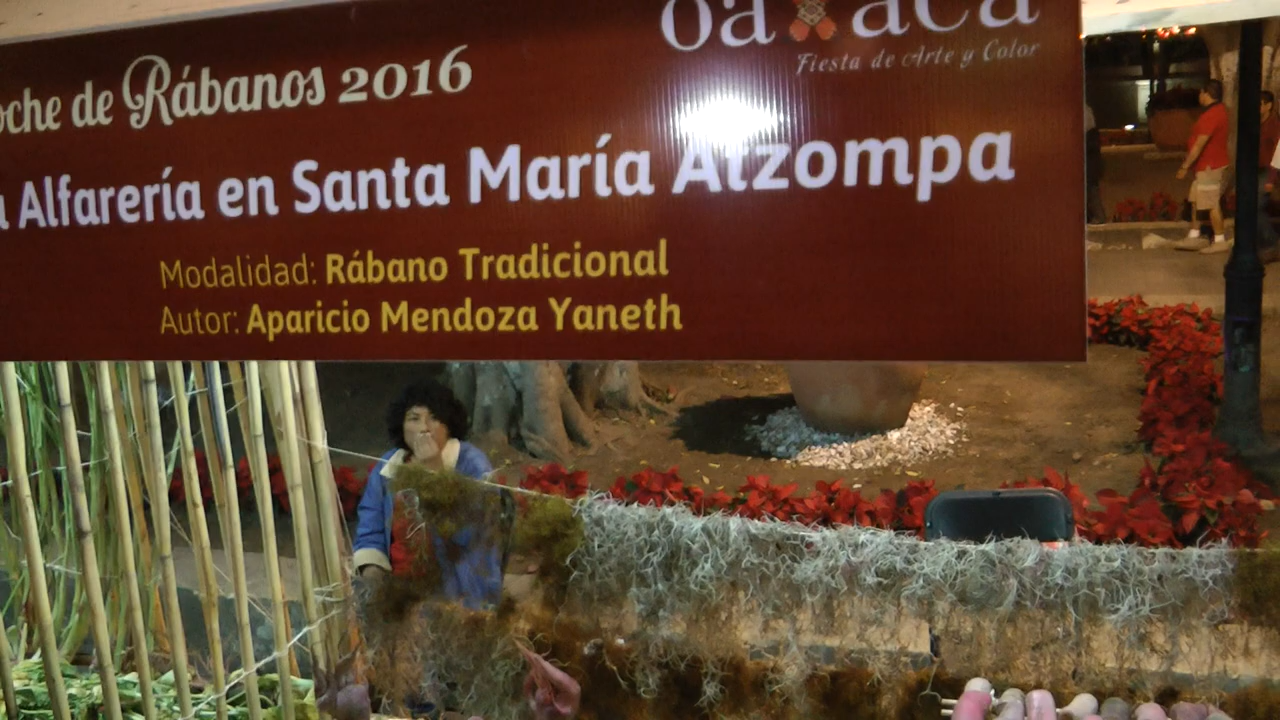 oaxaca
Fiesta de Arte y Color
oche de Rábanos 2016
a Alfarería en Santa María Atzompa
Modalidad: Rábano Tradicional
Autor: Aparicio Mendoza Yaneth